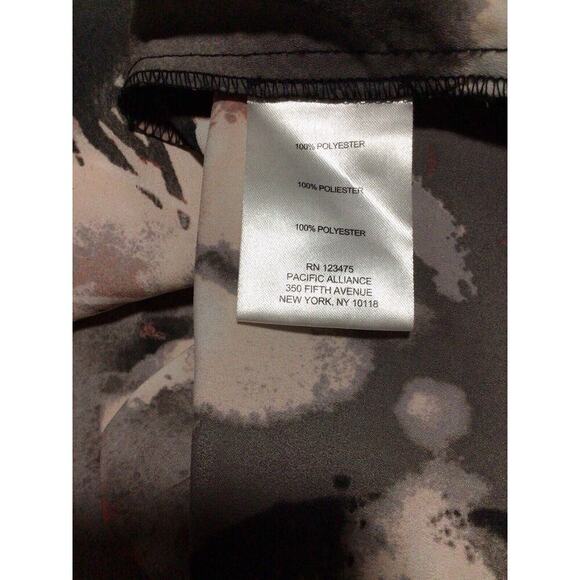 100% POLYESTER
100% POLIESTER
100% POLYESTER
RN 123475
PACIFIC ALLIANCE
350 FIFTH AVENUE
NEW YORK, NY 10118